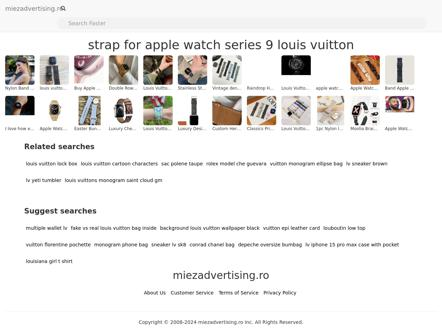 miezadvertising.ro
Search Faster
strap for apple watch series 9 louis vuitton
Nylon Band ... louis vuitto... Buy Apple ... Double Row... Louis Vuitto... Stainless St... Vintage den... Raindrop H... Louis Vuitto... apple watc... Apple Watc... Band Apple ...
I love how e... Apple Watc... Easter Bun... Luxury Che... Louis Vuitto... Luxury Desi... Custom Her... Classics Pri... Louis Vuitto... 1pc Nylon l... Moolia Brac... Apple Watc...
Related searches
louis vuitton lock box louis vuitton cartoon characters sac polene taupe rolex model che guevara vuitton monogram ellipse bag lv sneaker brown
lv yeti tumbler louis vuittons monogram saint cloud gm
Suggest searches
multiple wallet lv fake vs real louis vuitton bag inside background louis vuitton wallpaper black vuitton epi leather card louboutin low top
vuitton florentine pochette monogram phone bag sneaker lv sk8 conrad chanel bag depeche oversize bumbag lv iphone 15 pro max case with pocket
louisiana girl t shirt
miezadvertising.ro
About Us Customer Service Terms of Service Privacy Policy
Copyright © 2008-2024 miezadvertising.ro Inc. All Rights Reserved.